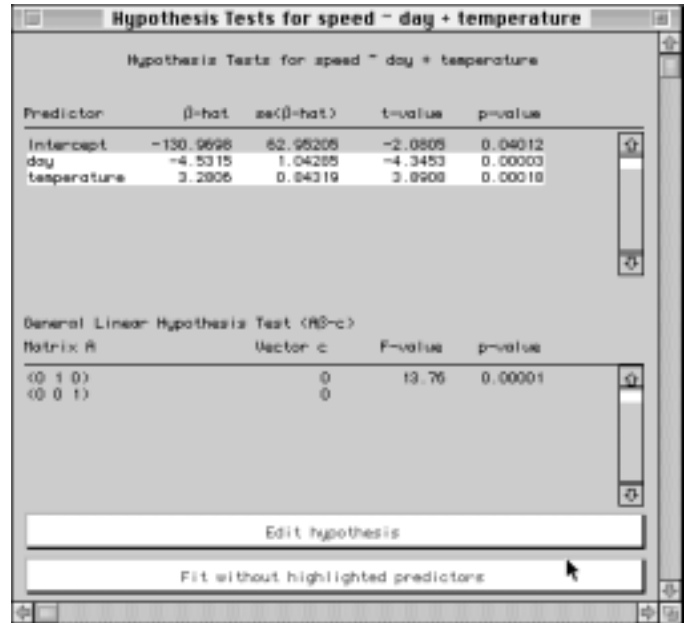 Hypothesis Tests for speed ~ day + temperature
Hypothesis Tests for speed ~ day + temperature
Predictor β-hat se(β-hat) t-value p-value
Intercept -130.9698 62.95205 -2.0805 0.04012
day -4.5315 1.04285 -4.3453 0.00003
temperature 3.2806 0.84319 3.8908 0.00018
General Linear Hypothesis Test (Aβ=c)
Matrix A Vector c F-value p-value
(0 1 0) 0 13.76 0.00001
(0 0 1) 0
Edit hypothesis
Fit without highlighted predictors